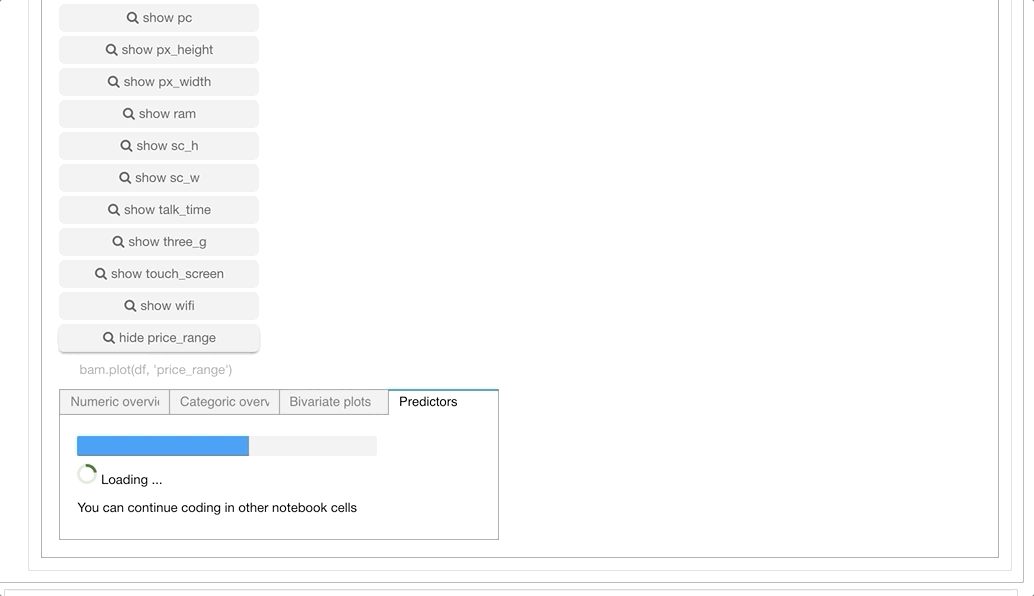 show pc
show px_height
show px_width
show ram
show sc_h
show sc_w
show talk_time
show three_g
show touch_screen
show wifi
hide price_range
bam.plot(df, 'price_range')
Numeric Categoric Bivariate plots Predictors
Loading ...
You can continue coding in other notebook cells